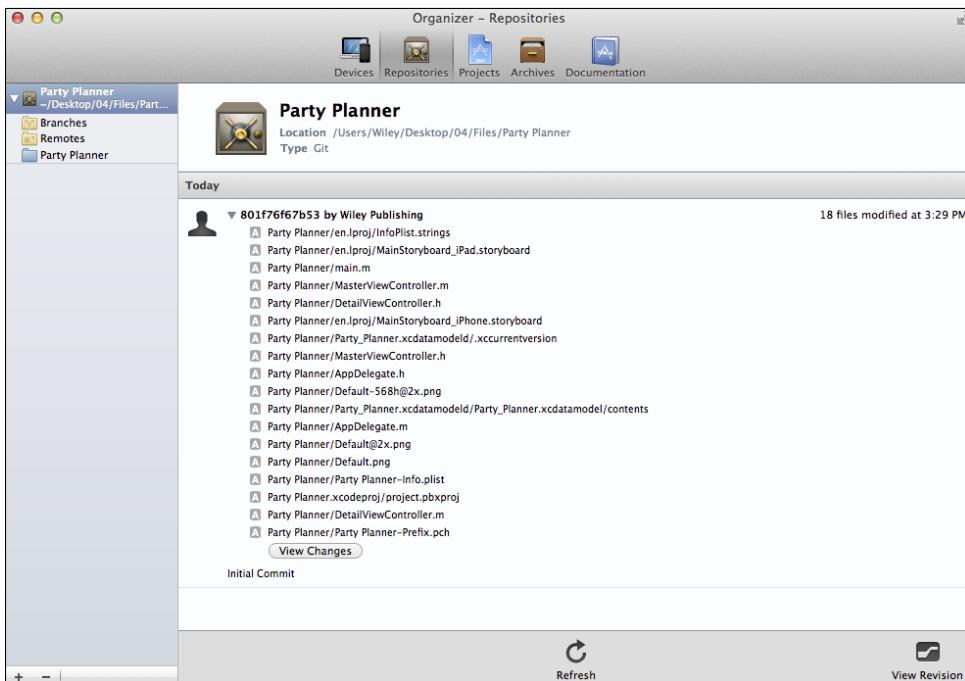 Organizer – Repositories
Devices Repositories Projects Archives Documentation
Party Planner
~/Desktop/04/Files/Part...
Branches
Remotes
Party Planner
Party Planner
Location /Users/Wiley/Desktop/04/Files/Party Planner
Type Git
Today
801f76f67b53 by Wiley Publishing 18 files modified at 3:29 PM
A Party Planner/en.lproj/InfoPlist.strings
A Party Planner/en.lproj/MainStoryboard_iPad.storyboard
A Party Planner/main.m
A Party Planner/MasterViewController.m
A Party Planner/DetailViewController.h
A Party Planner/en.lproj/MainStoryboard_iPhone.storyboard
A Party Planner/Party_Planner.xcdatamodeld/.xccurrentversion
A Party Planner/MasterViewController.h
A Party Planner/AppDelegate.h
A Party Planner/Default-568h@2x.png
A Party Planner/Party_Planner.xcdatamodeld/Party_Planner.xcdatamodel/contents
A Party Planner/AppDelegate.m
A Party Planner/Default@2x.png
A Party Planner/Default.png
A Party Planner/Party Planner-Info.plist
A Party Planner.xcodeproj/project.pbxproj
A Party Planner/DetailViewController.m
A Party Planner/Party Planner-Prefix.pch
View Changes
Initial Commit
Refresh
View Revision